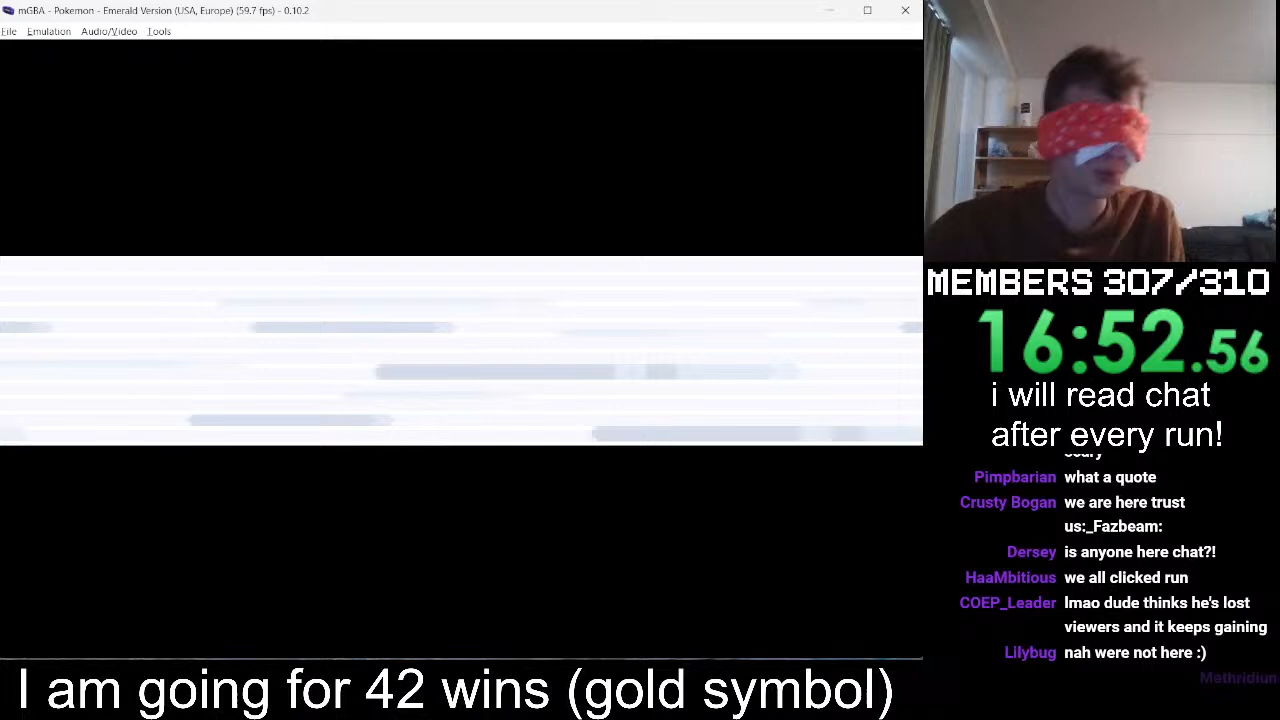 mGBA - Pokemon - Emerald Version (USA, Europe) (59.7 fps) - 0.10.2
File Emulation Audio/Video Tools
MEMBERS 307/310
16:52.56
i will read chat
after every run!
scary
Pimpbarian what a quote
Crusty Bogan we are here trust
us:_Fazbeam:
Dersey is anyone here chat?!
HaaMbitious we all clicked run
COEP_Leader lmao dude thinks he's lost
viewers and it keeps gaining
Lilybug nah were not here :)
Methridiun
I am going for 42 wins (gold symbol)